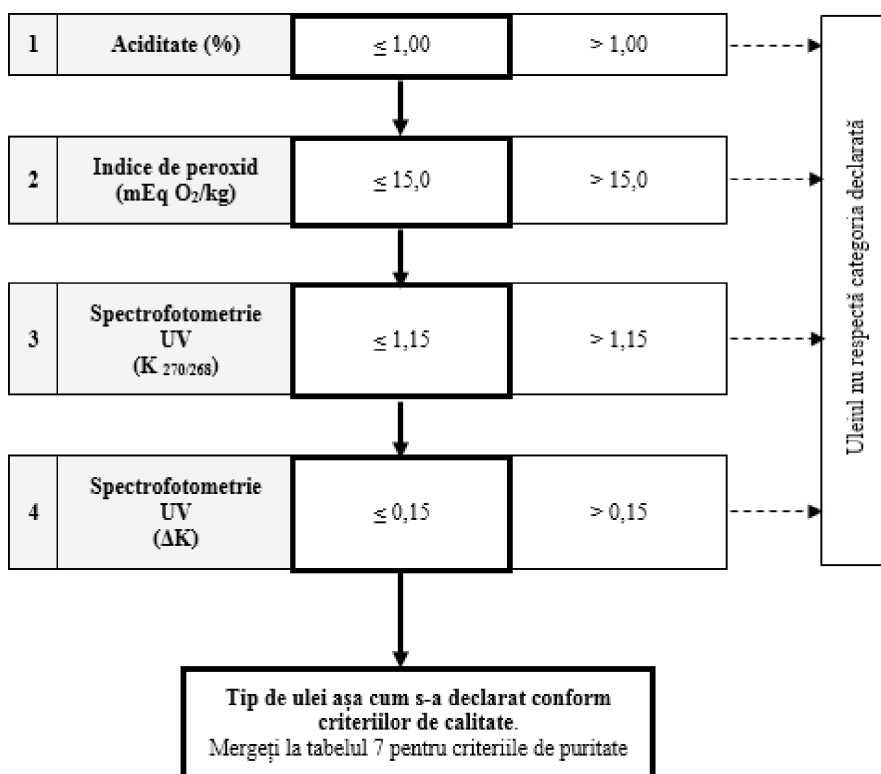 1 Aciditate (%) ≤ 1,00 > 1,00
2 Indice de peroxid
(mEq O₂/kg) ≤ 15,0 > 15,0
3 Spectrofotometrie
UV
(K 270/268) ≤ 1,15 > 1,15
4 Spectrofotometrie
UV
(ΔK) ≤ 0,15 > 0,15
Uleiul nu respectă categoria declarată
Tip de ulei așa cum s-a declarat conform
criteriilor de calitate.
Mergeți la tabelul 7 pentru criteriile de puritate